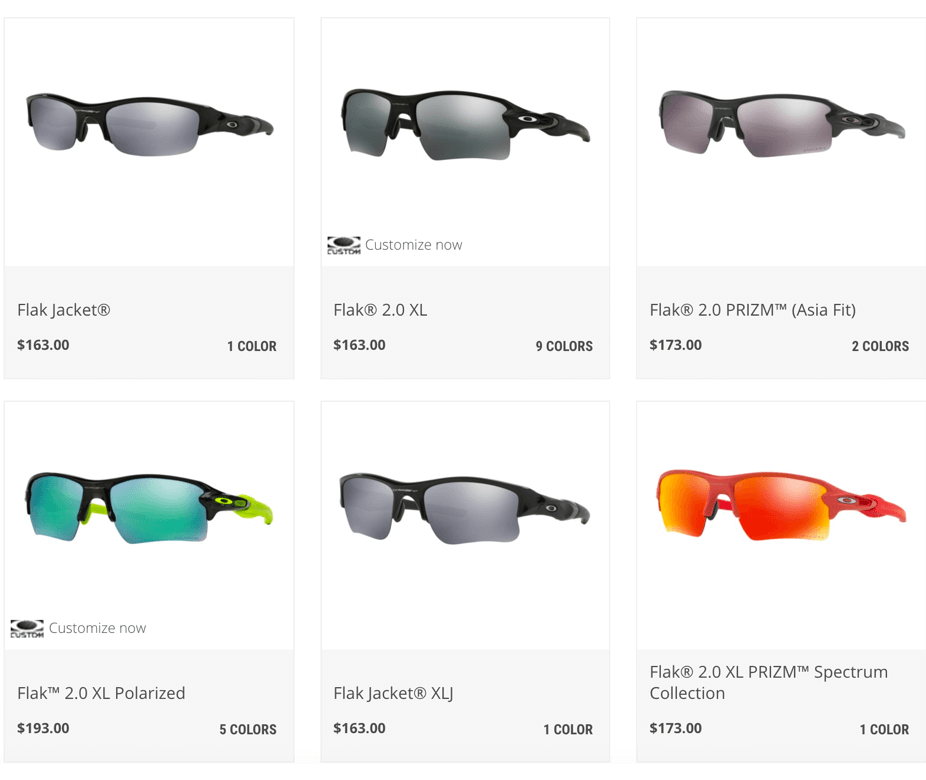 CUSTOM Customize now
Flak Jacket®
$163.00 1 COLOR
Flak® 2.0 XL
$163.00 9 COLORS
Flak® 2.0 PRIZM™ (Asia Fit)
$173.00 2 COLORS
CUSTOM Customize now
Flak™ 2.0 XL Polarized
$193.00 5 COLORS
Flak Jacket® XLJ
$163.00 1 COLOR
Flak® 2.0 XL PRIZM™ Spectrum
Collection
$173.00 1 COLOR